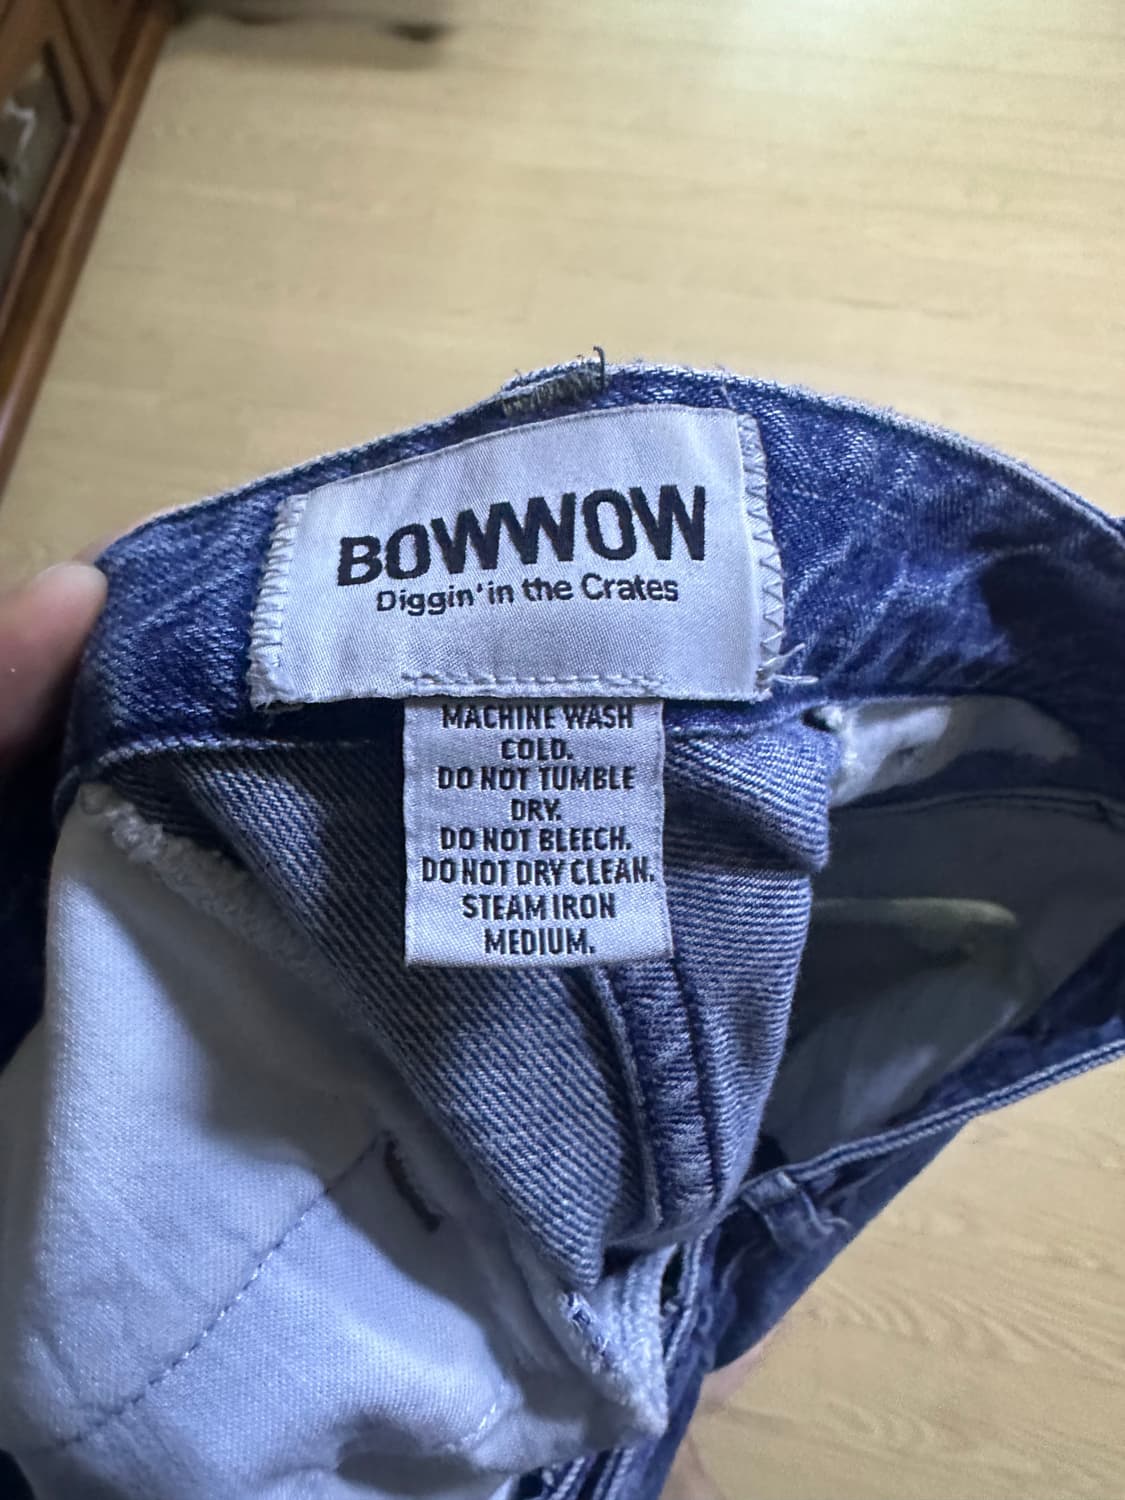 BOWWOW
Diggin' in the Crates
MACHINE WASH
COLD.
DO NOT TUMBLE
DRY.
DO NOT BLEECH.
DO NOT DRY CLEAN.
STEAM IRON
MEDIUM.